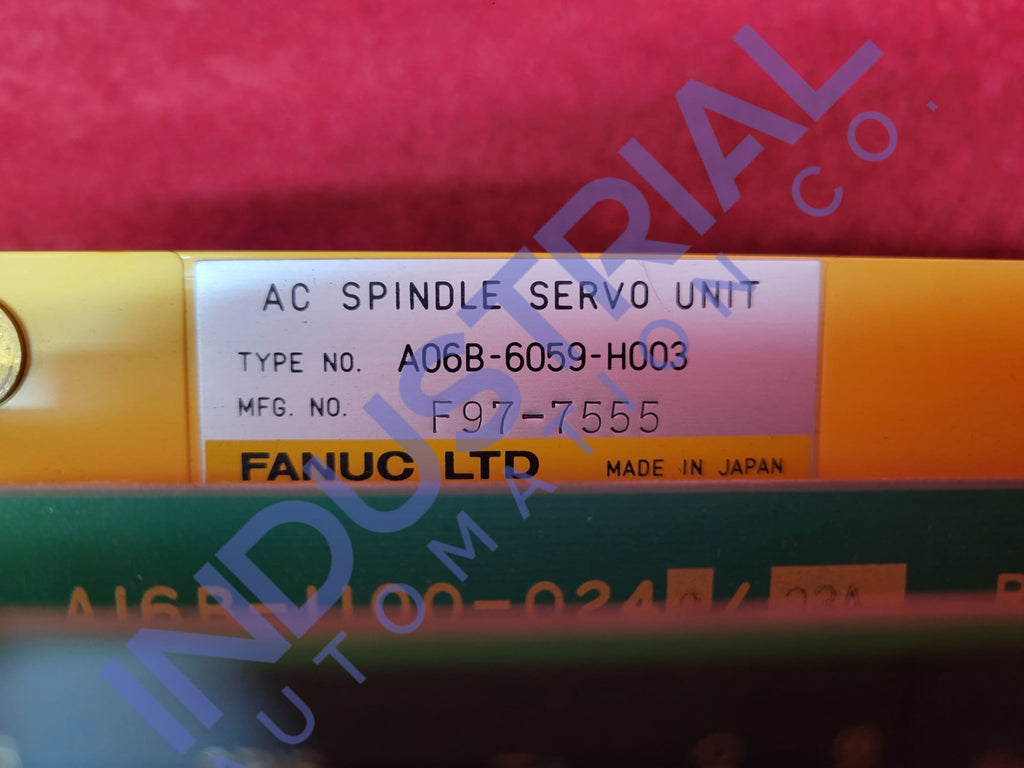 AC SPINDLE SERVO UNIT
TYPE NO. A06B-6059-H003
MFG. NO. F97-7555
FANUC LTD MADE IN JAPAN
INDUSTRIAL
AUTOMATION CO.